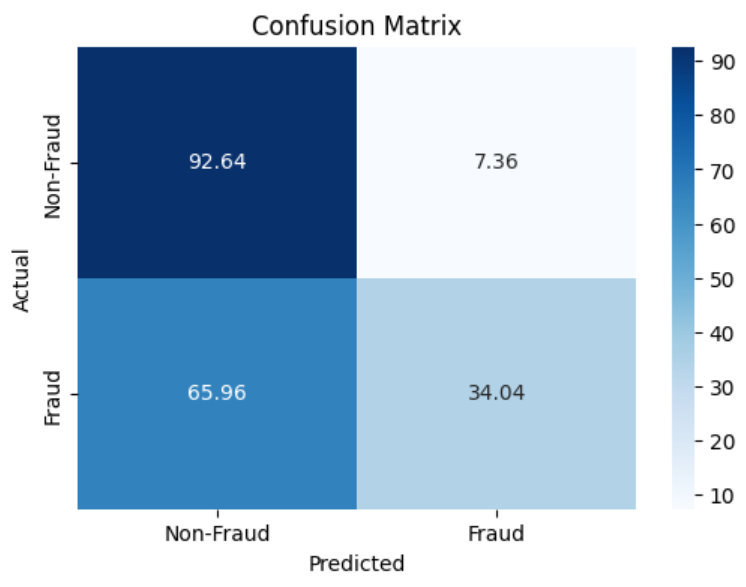 Confusion Matrix
Actual
Non-Fraud
92.64
7.36
Fraud
65.96
34.04
Non-Fraud
Fraud
Predicted
90
80
70
60
50
40
30
20
10